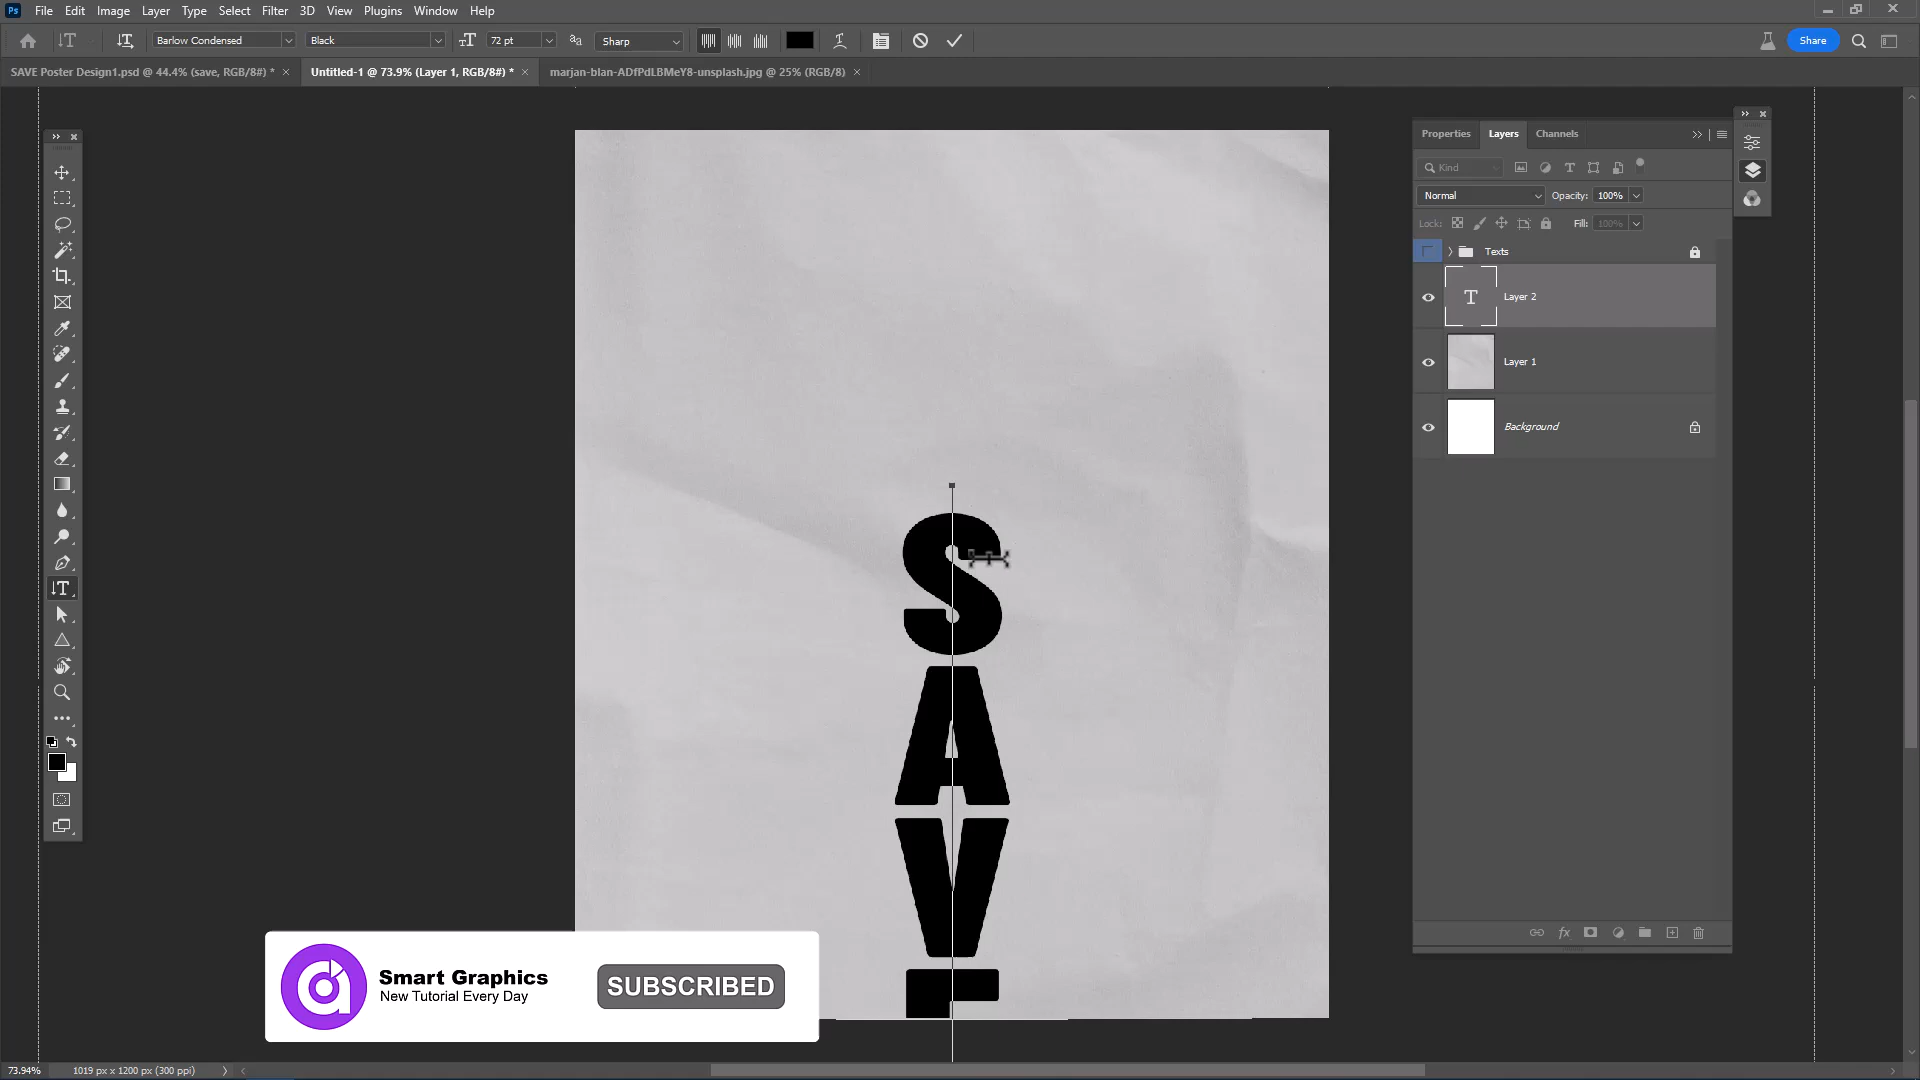 Ps File Edit Image Layer Type Select Filter 3D View Plugins Window Help
Barlow Condensed Black 72 pt Sharp Share
SAVE Poster Design1.psd @ 44.4% (save, RGB/8#) * Untitled-1 @ 73.9% (Layer 1, RGB/8#) * marjan-blan-ADfPdLBMeY8-unsplash.jpg @ 25% (RGB/8)
Properties Layers Channels
Kind
Normal Opacity: 100%
Lock: Fill: 100%
Texts
Layer 2
Layer 1
Background
S
A
V
Smart Graphics
New Tutorial Every Day
SUBSCRIBED
73.94% 1019 px x 1200 px (300 ppi)